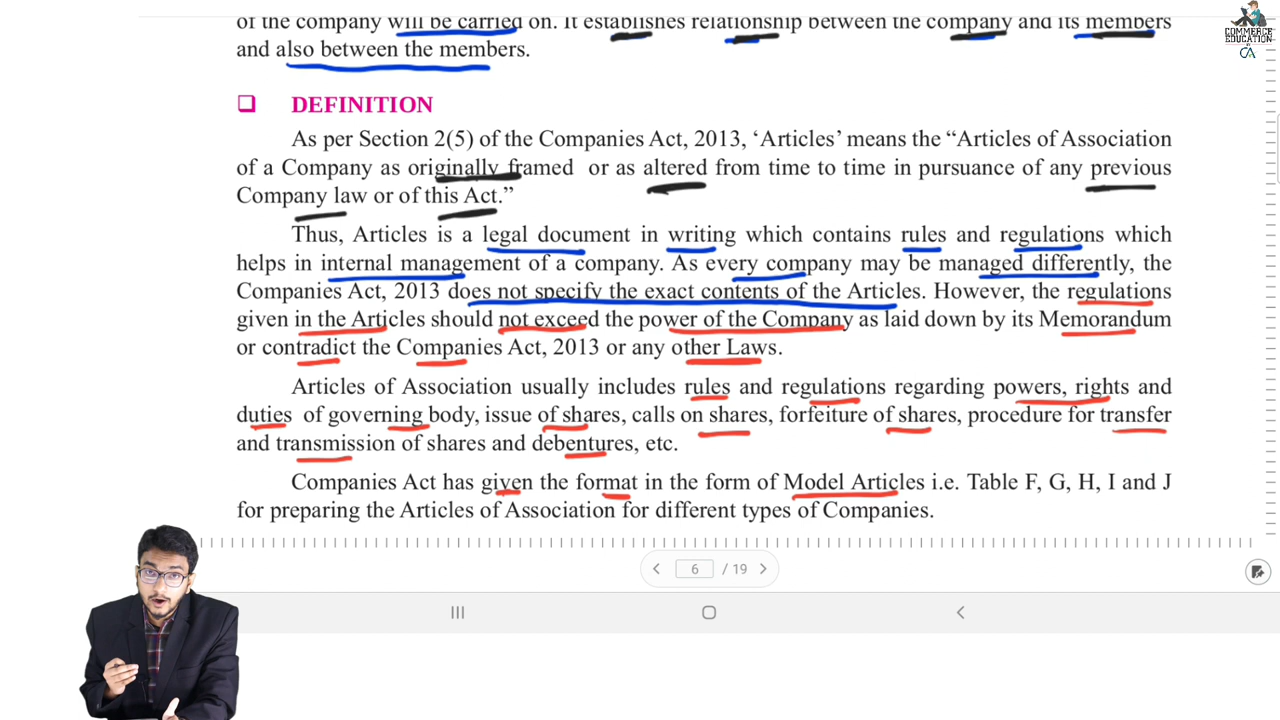 of the company will be carried on. It establishes relationship between the company and its members
and also between the members.
❑ DEFINITION
As per Section 2(5) of the Companies Act, 2013, ‘Articles’ means the “Articles of Association
of a Company as originally framed or as altered from time to time in pursuance of any previous
Company law or of this Act.”
Thus, Articles is a legal document in writing which contains rules and regulations which
helps in internal management of a company. As every company may be managed differently, the
Companies Act, 2013 does not specify the exact contents of the Articles. However, the regulations
given in the Articles should not exceed the power of the Company as laid down by its Memorandum
or contradict the Companies Act, 2013 or any other Laws.
Articles of Association usually includes rules and regulations regarding powers, rights and
duties of governing body, issue of shares, calls on shares, forfeiture of shares, procedure for transfer
and transmission of shares and debentures, etc.
Companies Act has given the format in the form of Model Articles i.e. Table F, G, H, I and J
for preparing the Articles of Association for different types of Companies.
6 / 19
COMMERCE
EDUCATION
BY
CA